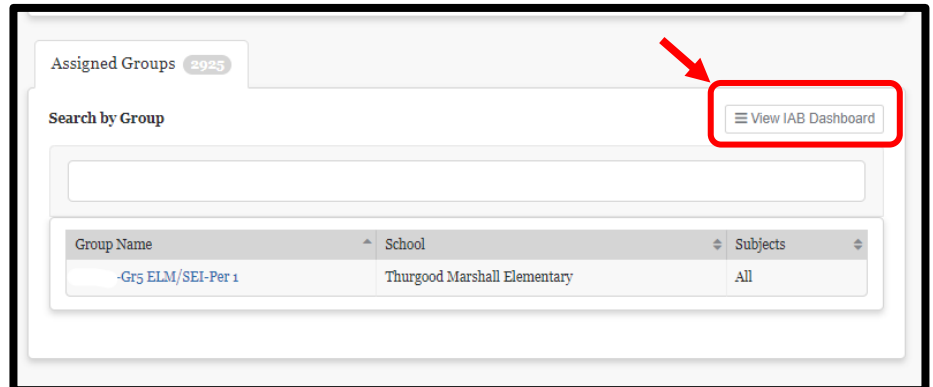 Assigned Groups 2925
Search by Group
View IAB Dashboard
Group Name School Subjects
-Gr5 ELM/SEI-Per 1 Thurgood Marshall Elementary All